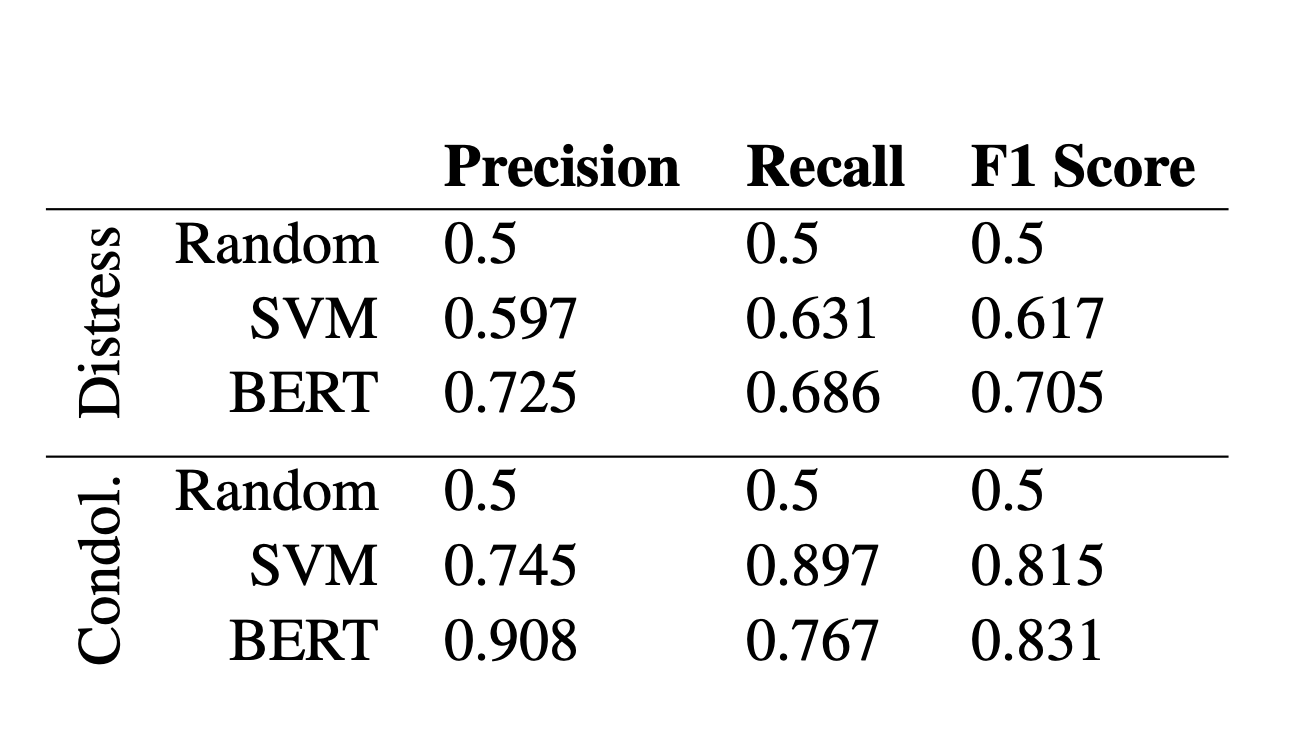 Precision Recall F1 Score
Distress
Random 0.5 0.5 0.5
SVM 0.597 0.631 0.617
BERT 0.725 0.686 0.705
Condol.
Random 0.5 0.5 0.5
SVM 0.745 0.897 0.815
BERT 0.908 0.767 0.831